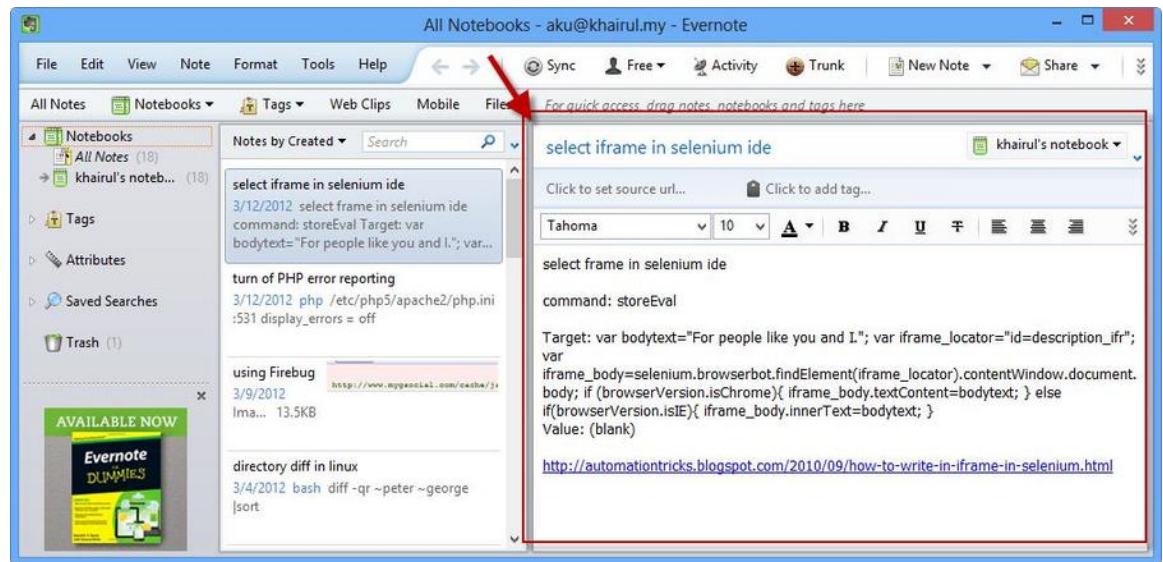 All Notebooks - aku@khairul.my - Evernote
File Edit View Note Format Tools Help Sync Free Activity Trunk New Note Share
All Notes Notebooks Tags Web Clips Mobile Files For quick access, drag notes, notebooks and tags here
Notebooks
All Notes (18)
khairul's noteb... (18)
Tags
Attributes
Saved Searches
Trash (1)
AVAILABLE NOW
Evernote
DUMMIES
Notes by Created Search
select iframe in selenium ide
3/12/2012 select frame in selenium ide
command: storeEval Target: var
bodytext="For people like you and I."; var...
turn of PHP error reporting
3/12/2012 php /etc/php5/apache2/php.ini
:531 display_errors = off
using Firebug
3/9/2012
Ima... 13.5KB
directory diff in linux
3/4/2012 bash diff -qr ~peter ~george
|sort
select iframe in selenium ide khairul's notebook
Click to set source url... Click to add tag...
Tahoma 10 A B I U T
select frame in selenium ide
command: storeEval
Target: var bodytext="For people like you and I."; var iframe_locator="id=description_ifr";
var
iframe_body=selenium.browserbot.findElement(iframe_locator).contentWindow.document.
body; if (browserVersion.isChrome){ iframe_body.textContent=bodytext; } else
if(browserVersion.isIE){ iframe_body.innerText=bodytext; }
Value: (blank)
http://automationtricks.blogspot.com/2010/09/how-to-write-in-iframe-in-selenium.html